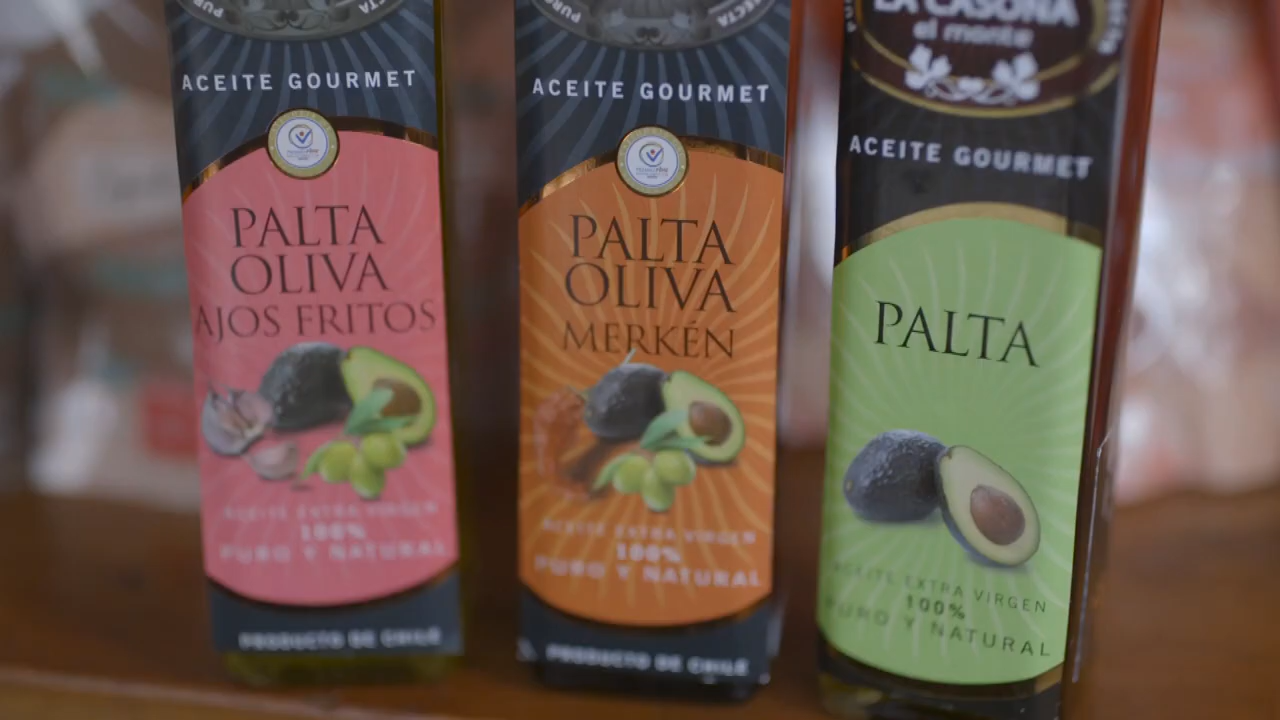 ACEITE GOURMET
PALTA
OLIVA
AJOS FRITOS
ACEITE EXTRA VIRGEN
100%
PURO Y NATURAL
PRODUCTO DE CHILE
ACEITE GOURMET
PALTA
OLIVA
MERKÉN
ACEITE EXTRA VIRGEN
100%
PURO Y NATURAL
PRODUCTO DE CHILE
LA CASONA
el monte
ACEITE GOURMET
PALTA
ACEITE EXTRA VIRGEN
100%
PURO Y NATURAL